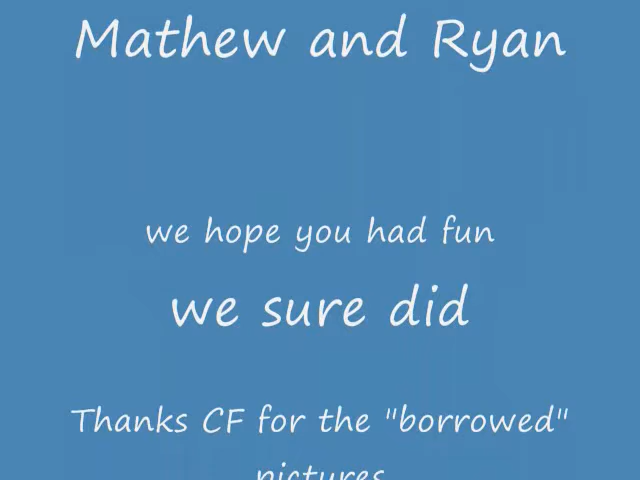 Mathew and Ryan
we hope you had fun
we sure did
Thanks CF for the "borrowed"
pictures